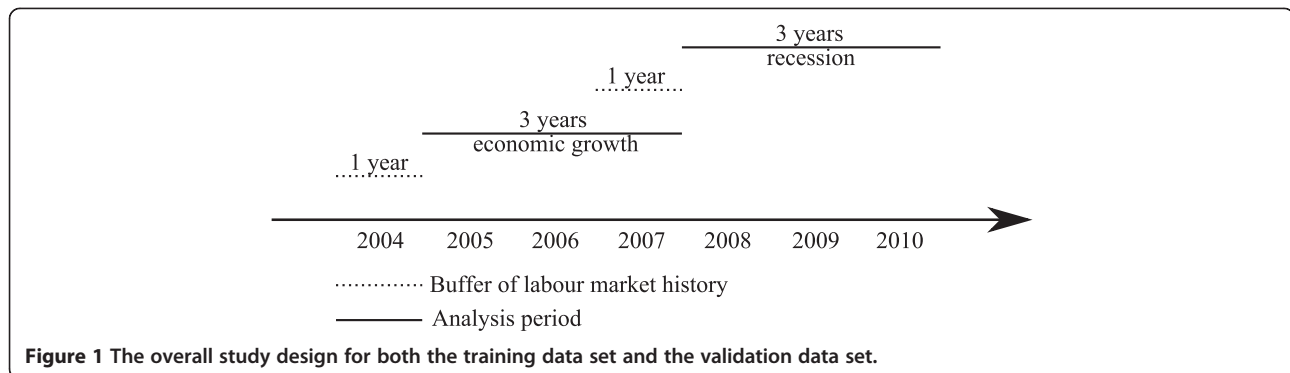 3 years
recession
1 year
3 years
economic growth
1 year
2004 2005 2006 2007 2008 2009 2010
Buffer of labour market history
Analysis period
Figure 1 The overall study design for both the training data set and the validation data set.